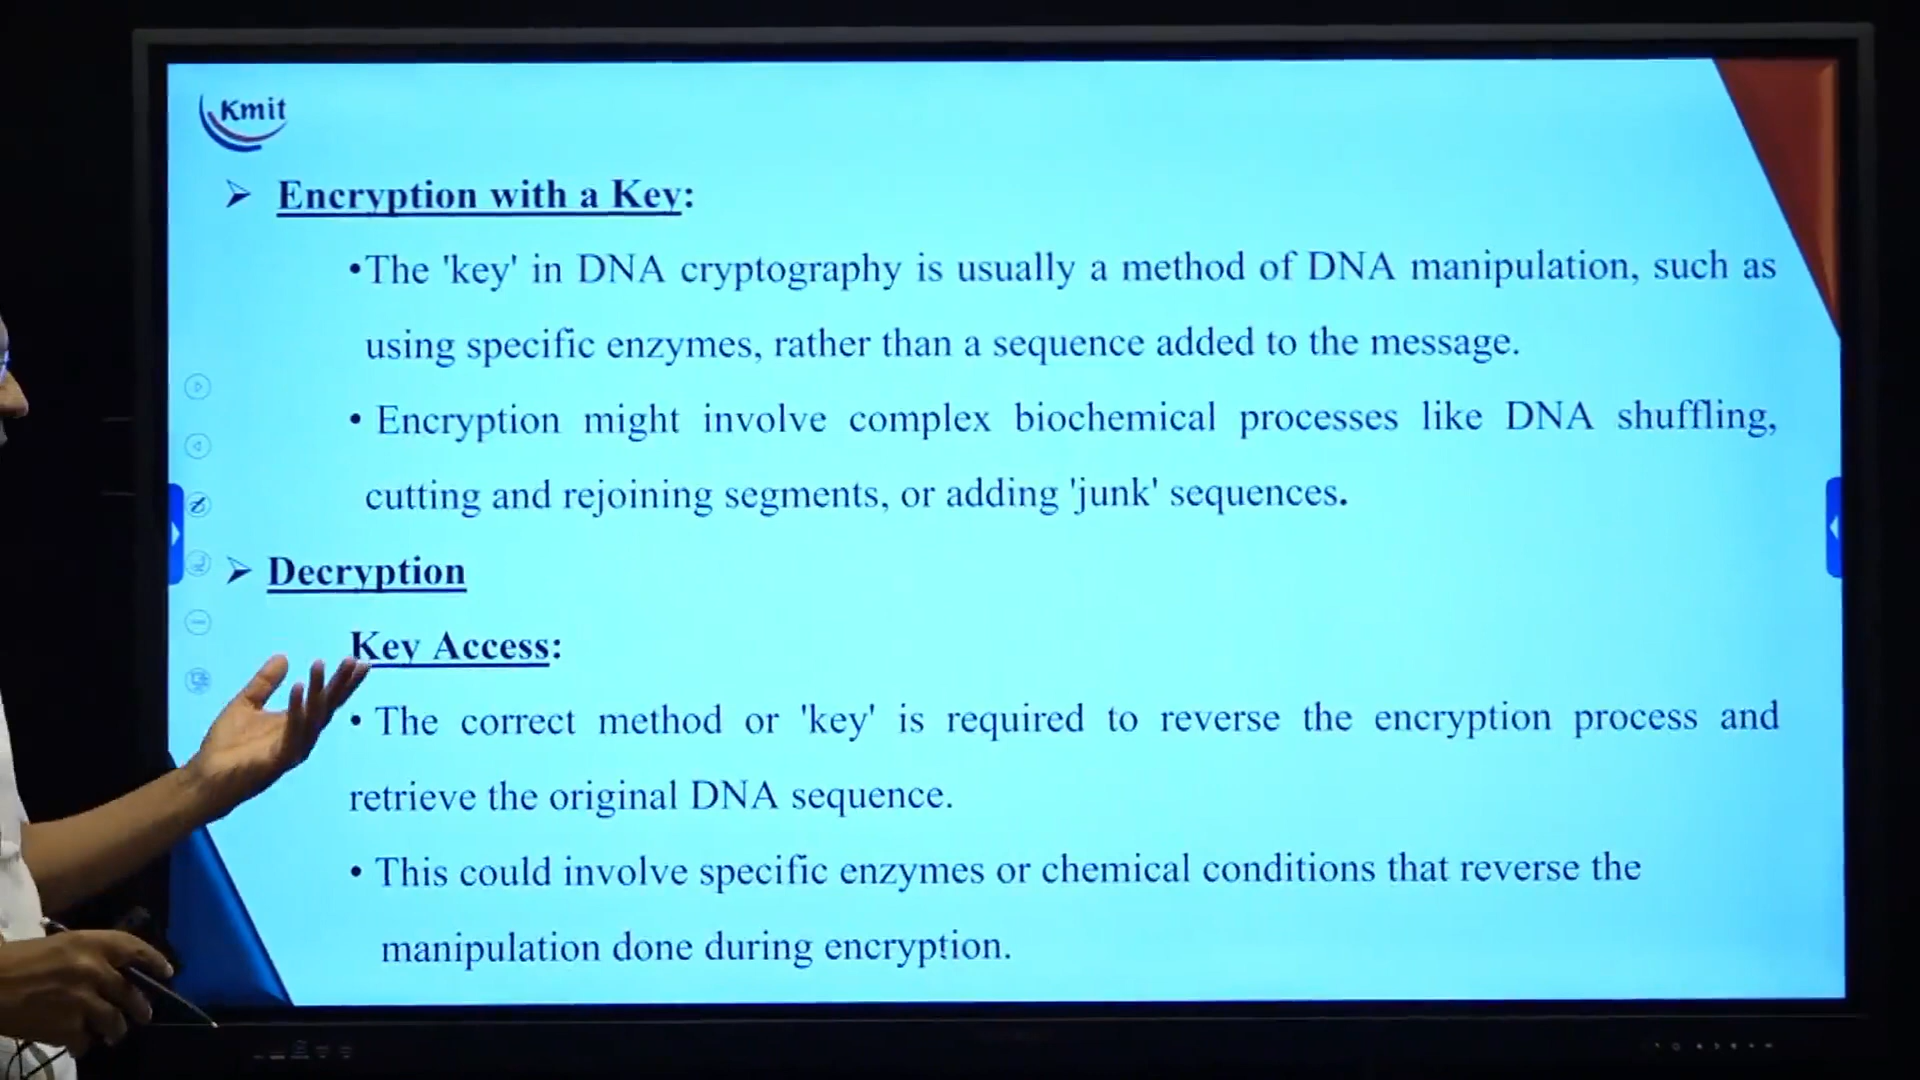 Kmit
➢ Encryption with a Key:
•The 'key' in DNA cryptography is usually a method of DNA manipulation, such as
using specific enzymes, rather than a sequence added to the message.
• Encryption might involve complex biochemical processes like DNA shuffling,
cutting and rejoining segments, or adding 'junk' sequences.
➢ Decryption
Key Access:
• The correct method or 'key' is required to reverse the encryption process and
retrieve the original DNA sequence.
• This could involve specific enzymes or chemical conditions that reverse the
manipulation done during encryption.